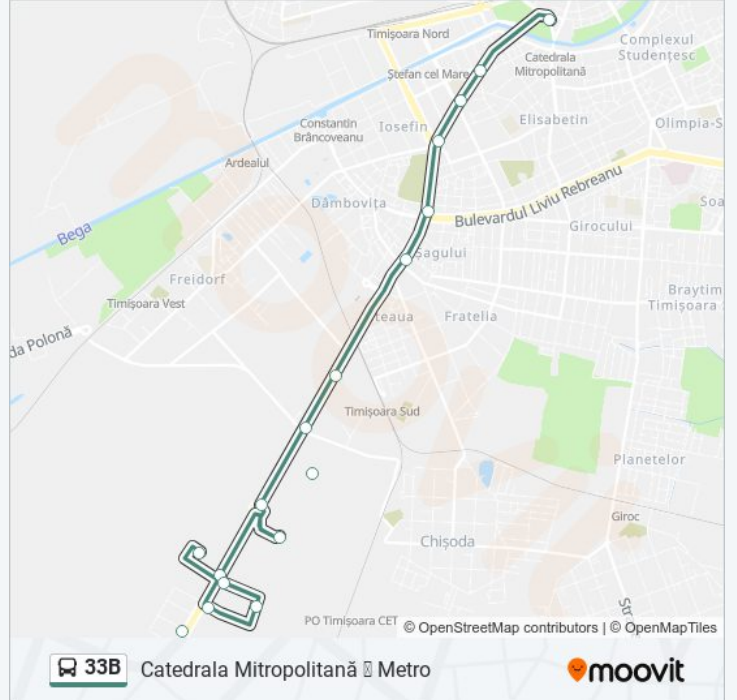 Timișoara Nord
Complexul
Studențesc
Catedrala
Mitropolitană
Ștefan cel Mare
Constantin
Brâncoveanu
Iosefin
Elisabetin
Olimpia-S
Ardealul
Dâmbovița
Bulevardul Liviu Rebreanu
Soa
Girocului
Bega
Șagului
Freidorf
Timișoara Vest
Braytim
Timișoara
teaua
Fratelia
da Polonă
Timișoara Sud
Planetelor
Giroc
Chișoda
Str
PO Timișoara CET
© OpenStreetMap contributors | © OpenMapTiles
33B Catedrala Mitropolitană Metro
moovit